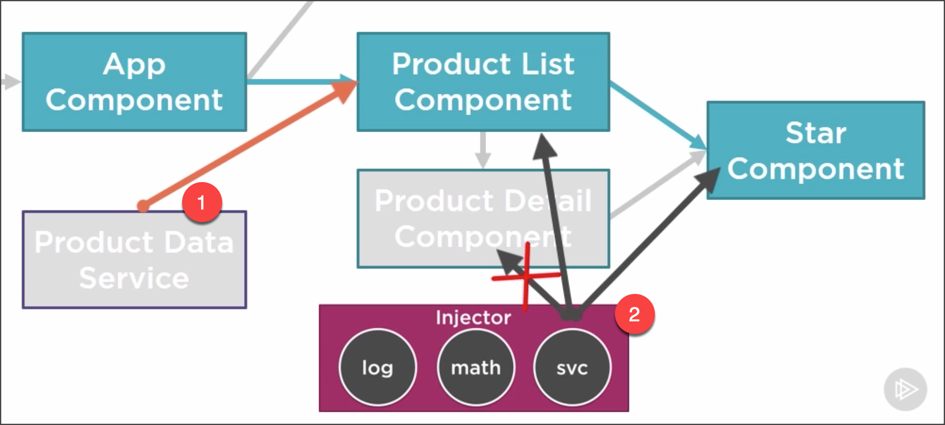 App
Component
Product List
Component
Star
Component
1
Product Data
Service
Product Detail
Component
2
Injector
log
math
svc